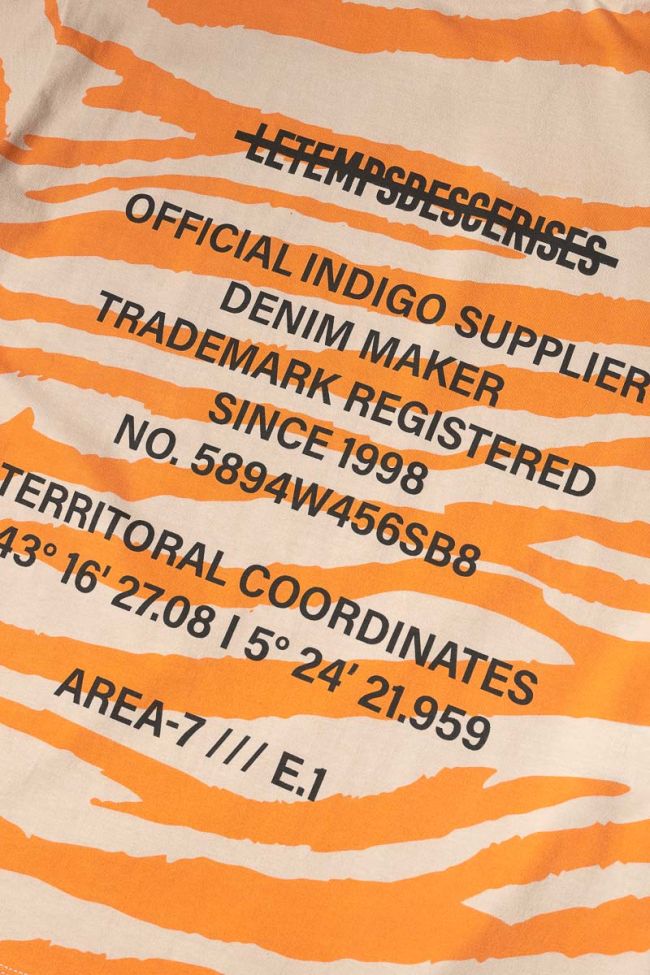 LETEMPSDESCERISES
OFFICIAL INDIGO SUPPLIER
DENIM MAKER
TRADEMARK REGISTERED
SINCE 1998
NO. 5894W456SB8
TERRITORAL COORDINATES
43° 16' 27.08 | 5° 24' 21.959
AREA-7 /// E.1